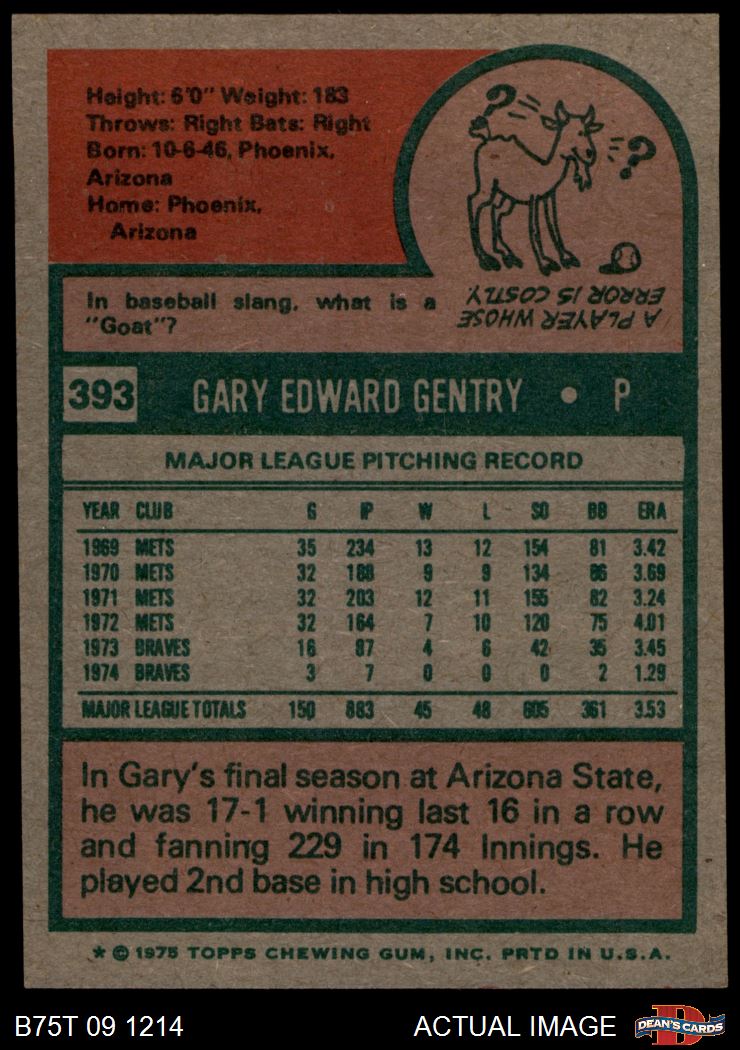 Height: 6'0" Weight: 183
Throws: Right Bats: Right
Born: 10-6-46, Phoenix,
Arizona
Home: Phoenix,
Arizona
? ?
In baseball slang, what is a
"Goat"?
A PLAYER WHOSE
ERROR IS COSTLY.
393 GARY EDWARD GENTRY • P
MAJOR LEAGUE PITCHING RECORD
YEAR CLUB G IP W L SO BB ERA
1969 METS 35 234 13 12 154 81 3.42
1970 METS 32 188 9 9 134 86 3.69
1971 METS 32 203 12 11 155 82 3.24
1972 METS 32 164 7 10 120 75 4.01
1973 BRAVES 16 87 4 6 42 35 3.45
1974 BRAVES 3 7 0 0 0 2 1.29
MAJOR LEAGUE TOTALS 150 883 45 48 605 361 3.53
In Gary's final season at Arizona State,
he was 17-1 winning last 16 in a row
and fanning 229 in 174 Innings. He
played 2nd base in high school.
* © 1975 TOPPS CHEWING GUM, INC. PRTD IN U.S.A.
B75T 09 1214 ACTUAL IMAGE D DEAN'S CARDS